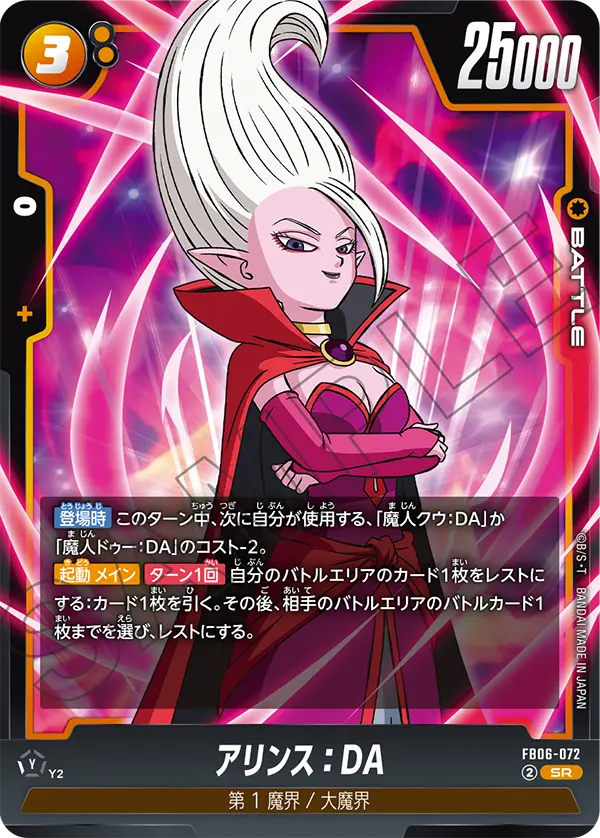 3
25000
0
+
BATTLE
登場時 このターン中、次に自分が使用する、「魔人クウ:DA」か
「魔人ドゥー:DA」のコスト-2。
起動メイン ターン1回 自分のバトルエリアのカード1枚をレストに
する:カード1枚を引く。その後、相手のバトルエリアのバトルカード1
枚までを選び、レストにする。
SAMPLE
©B/S・T BANDAI MADE IN JAPAN
アリンス:DA
FB06-072
Y
Y2
② SR
第1魔界 / 大魔界